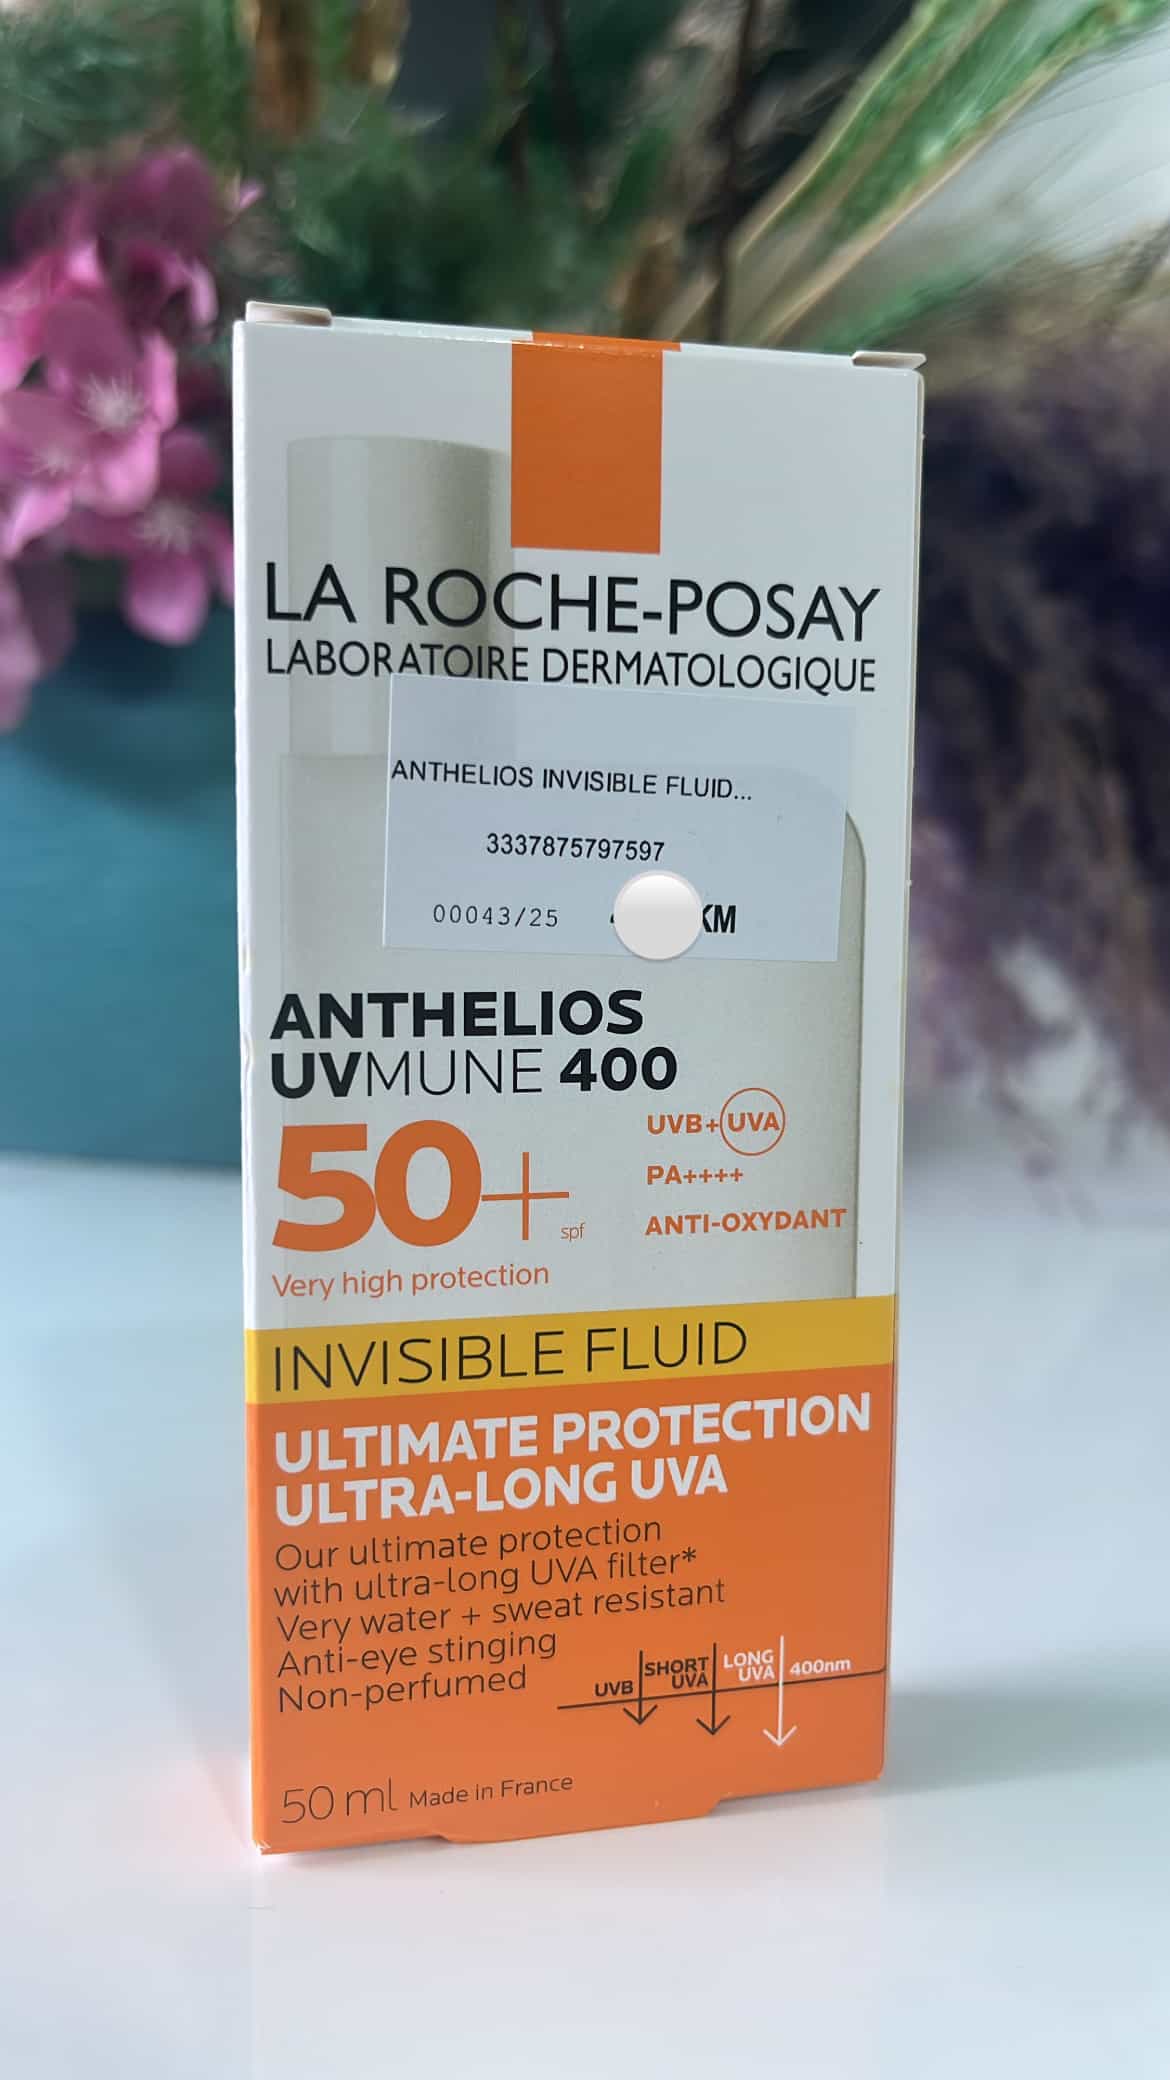 LA ROCHE-POSAY
LABORATOIRE DERMATOLOGIQUE
ANTHELIOS INVISIBLE FLUID...
3337875797597
00043/25 KM
ANTHELIOS
UVMUNE 400
50+ spf
UVB+UVA
PA++++
ANTI-OXYDANT
Very high protection
INVISIBLE FLUID
ULTIMATE PROTECTION
ULTRA-LONG UVA
Our ultimate protection
with ultra-long UVA filter*
Very water + sweat resistant
Anti-eye stinging
Non-perfumed
UVB
SHORT
UVA
LONG
UVA
400nm
50 ml Made in France